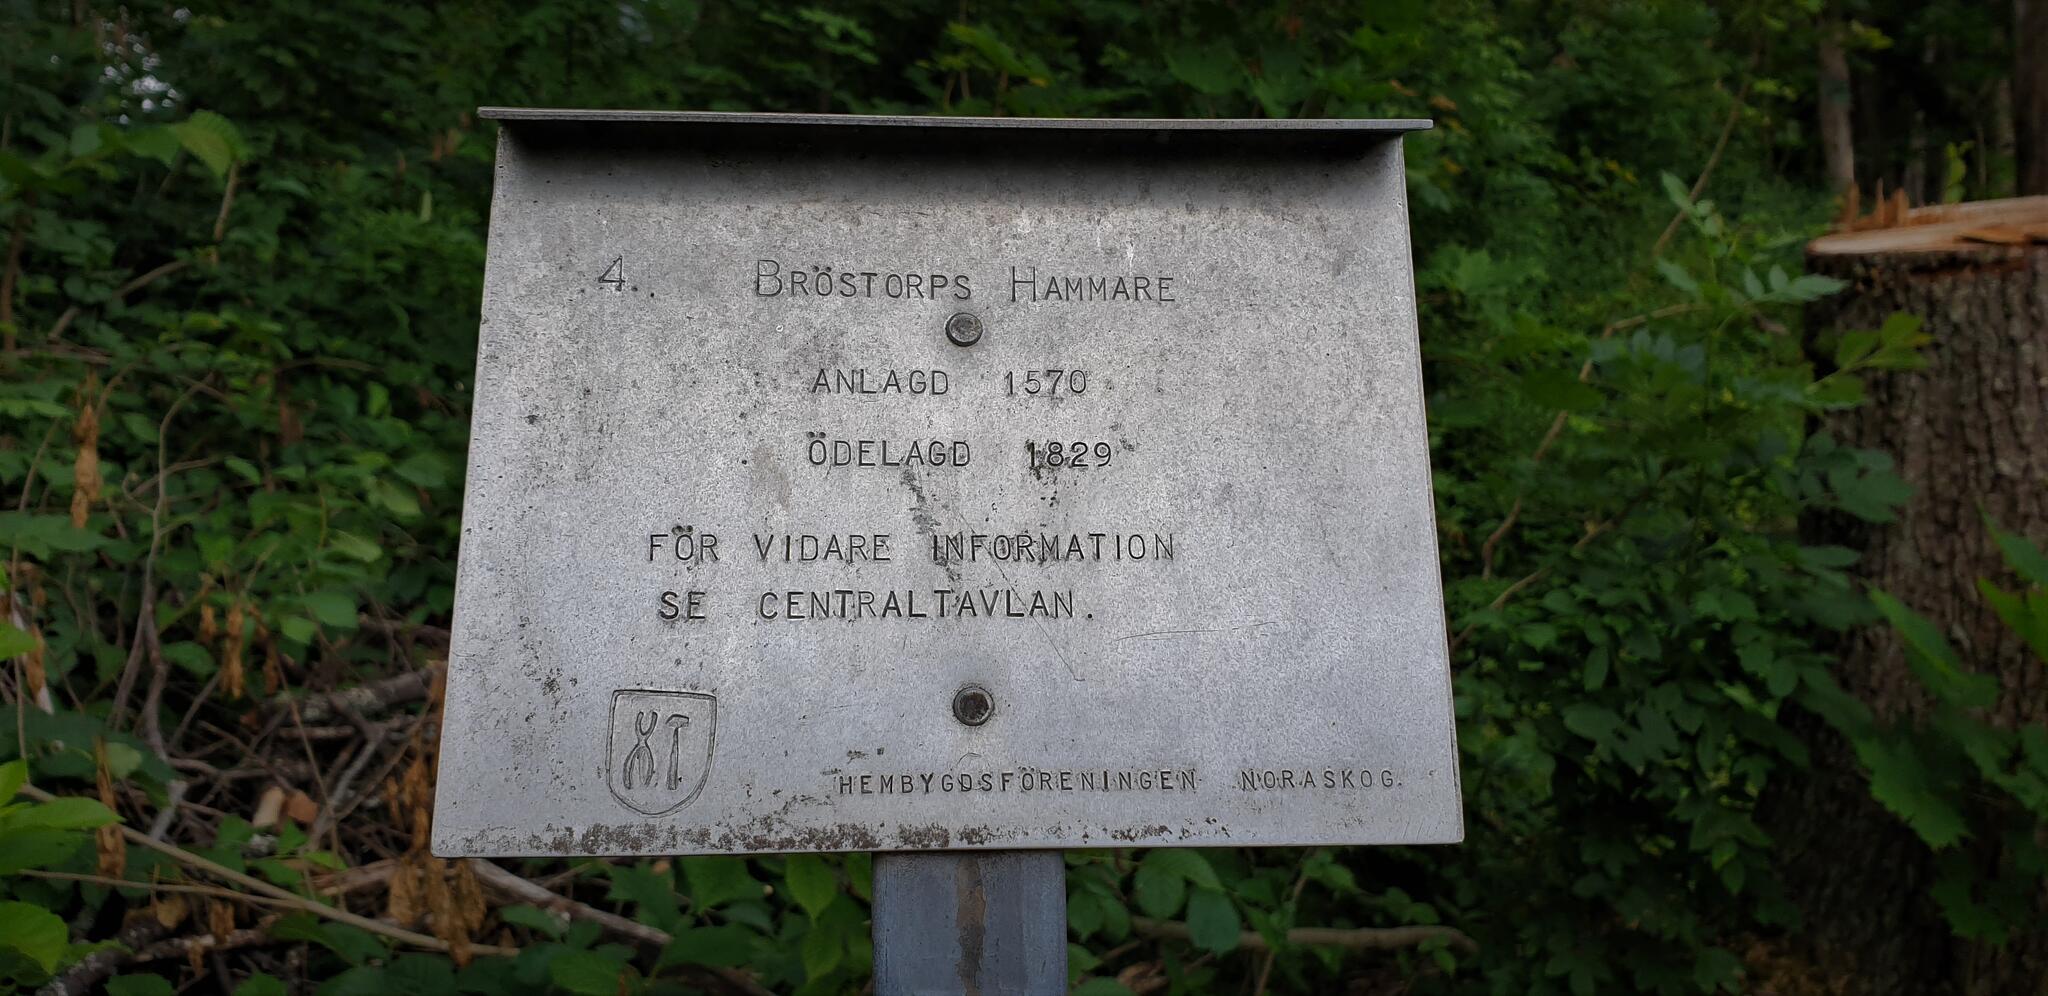 4. BRÖSTORPS HAMMARE
ANLAGD 1570
ÖDELAGD 1829
FÖR VIDARE INFORMATION
SE CENTRALTAVLAN.
HEMBYGDSFÖRENINGEN NORASKOG.